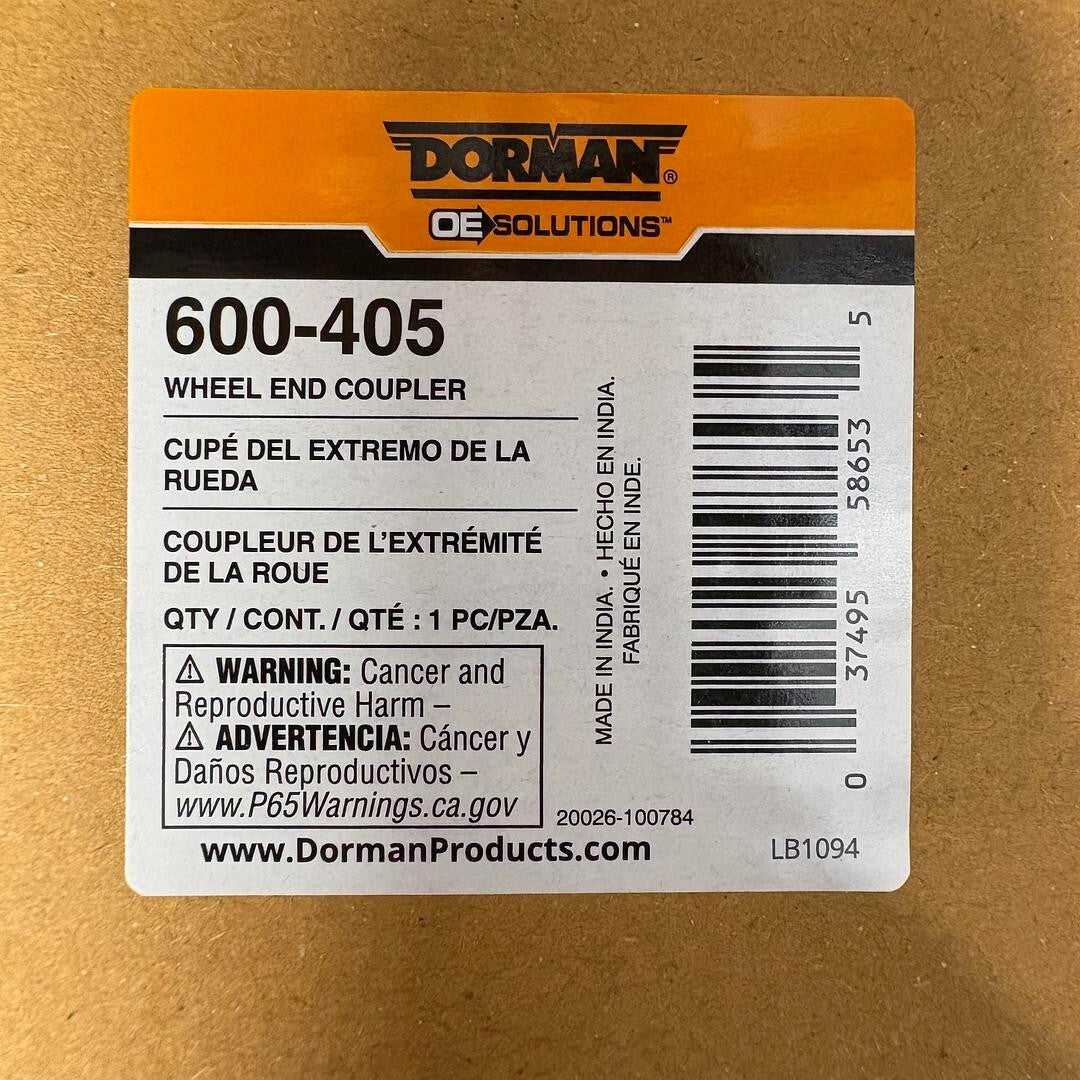 DORMAN®
OE SOLUTIONS™
600-405
WHEEL END COUPLER
CUPÉ DEL EXTREMO DE LA
RUEDA
COUPLEUR DE L'EXTRÉMITÉ
DE LA ROUE
QTY / CONT. / QTÉ : 1 PC/PZA.
⚠ WARNING: Cancer and
Reproductive Harm –
⚠ ADVERTENCIA: Cáncer y
Daños Reproductivos –
www.P65Warnings.ca.gov
MADE IN INDIA. • HECHO EN INDIA.
FABRIQUÉ EN INDE.
0 37495 58653 5
20026-100784
www.DormanProducts.com
LB1094